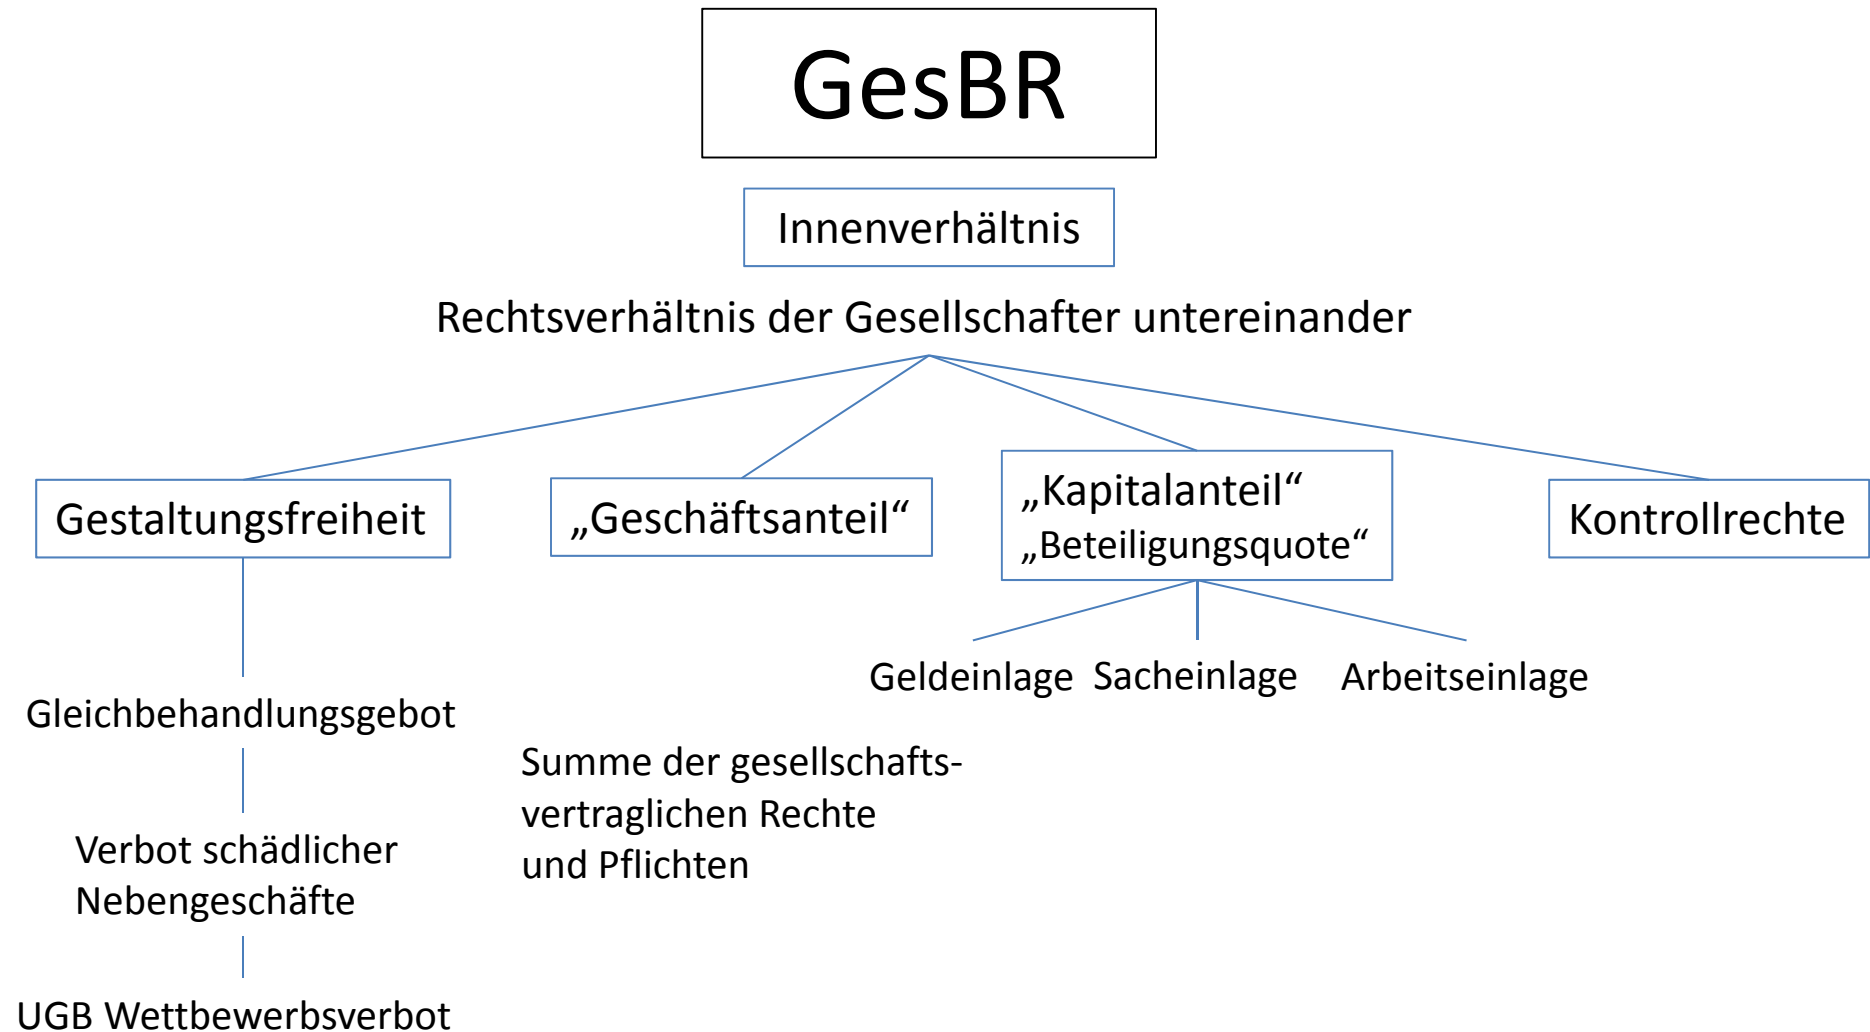 GesBR
Innenverhältnis
Rechtsverhältnis der Gesellschafter untereinander
Gestaltungsfreiheit
„Geschäftsanteil“
„Kapitalanteil“
„Beteiligungsquote“
Kontrollrechte
Geldeinlage
Sacheinlage
Arbeitseinlage
Gleichbehandlungsgebot
Summe der gesellschafts-
vertraglichen Rechte
und Pflichten
Verbot schädlicher
Nebengeschäfte
UGB Wettbewerbsverbot